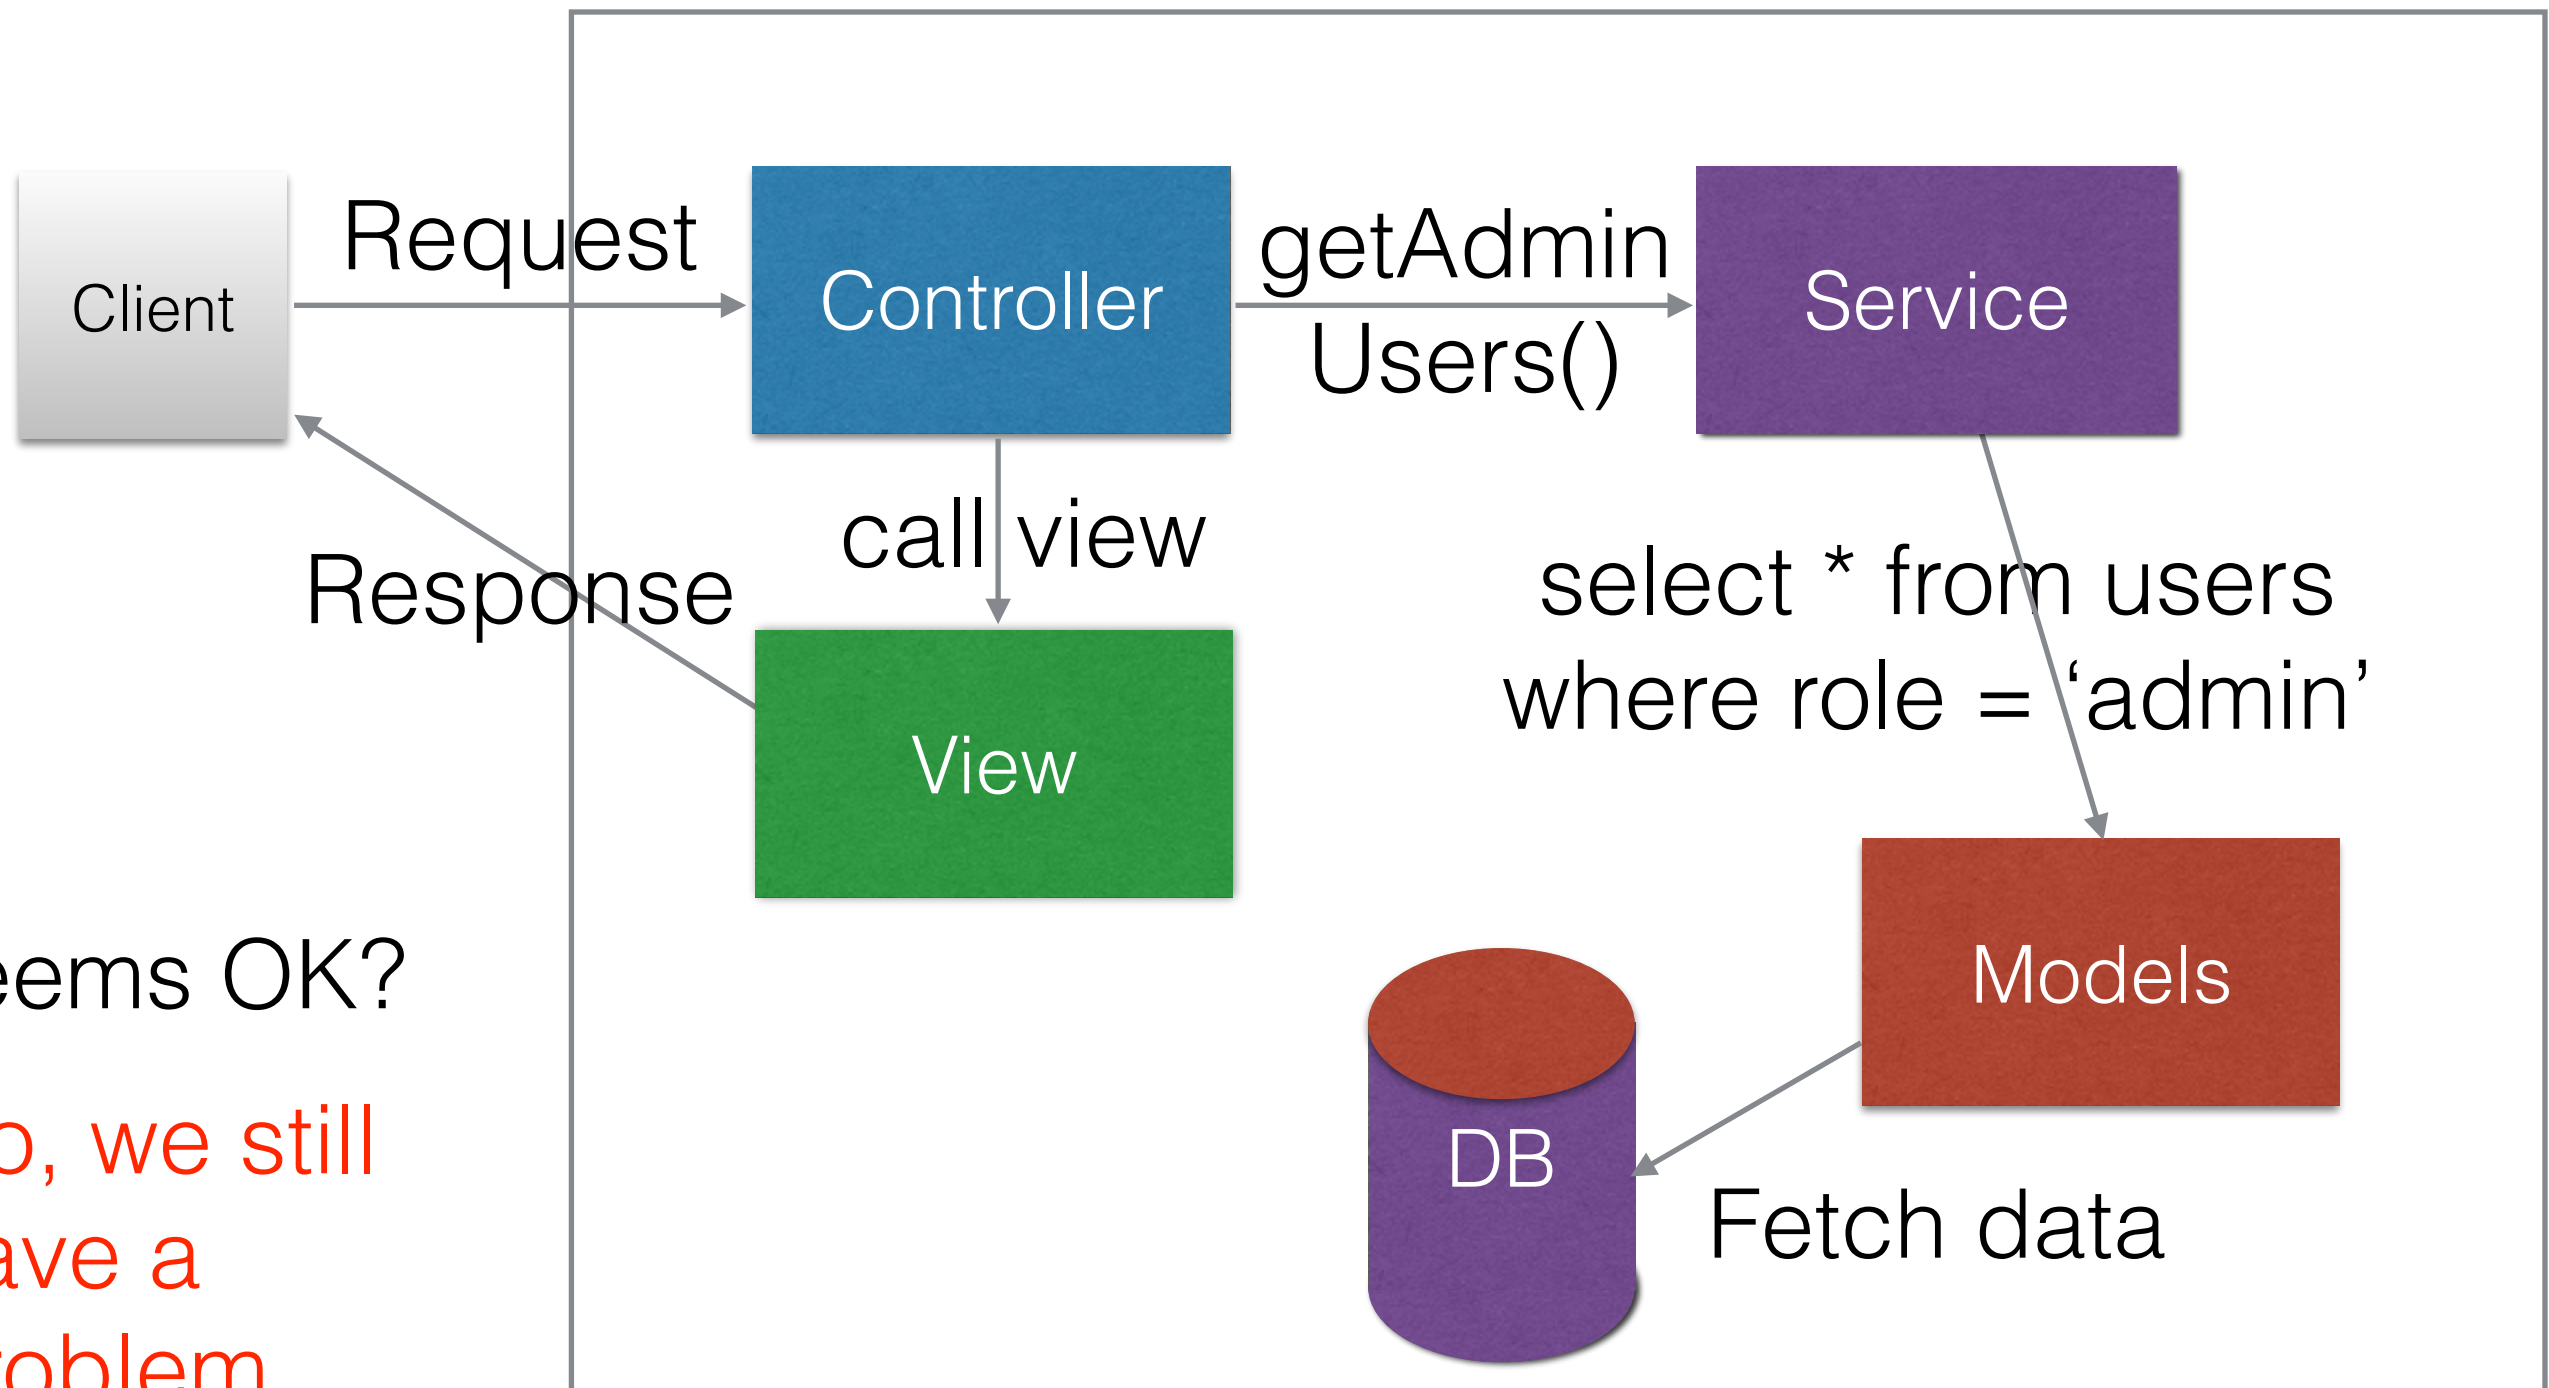 Request
Client
Controller
getAdmin
Users()
Service
call view
Response
select * from users
where role = ‘admin’
View
Models
DB
Fetch data
eems OK?
o, we still
ave a
roblem